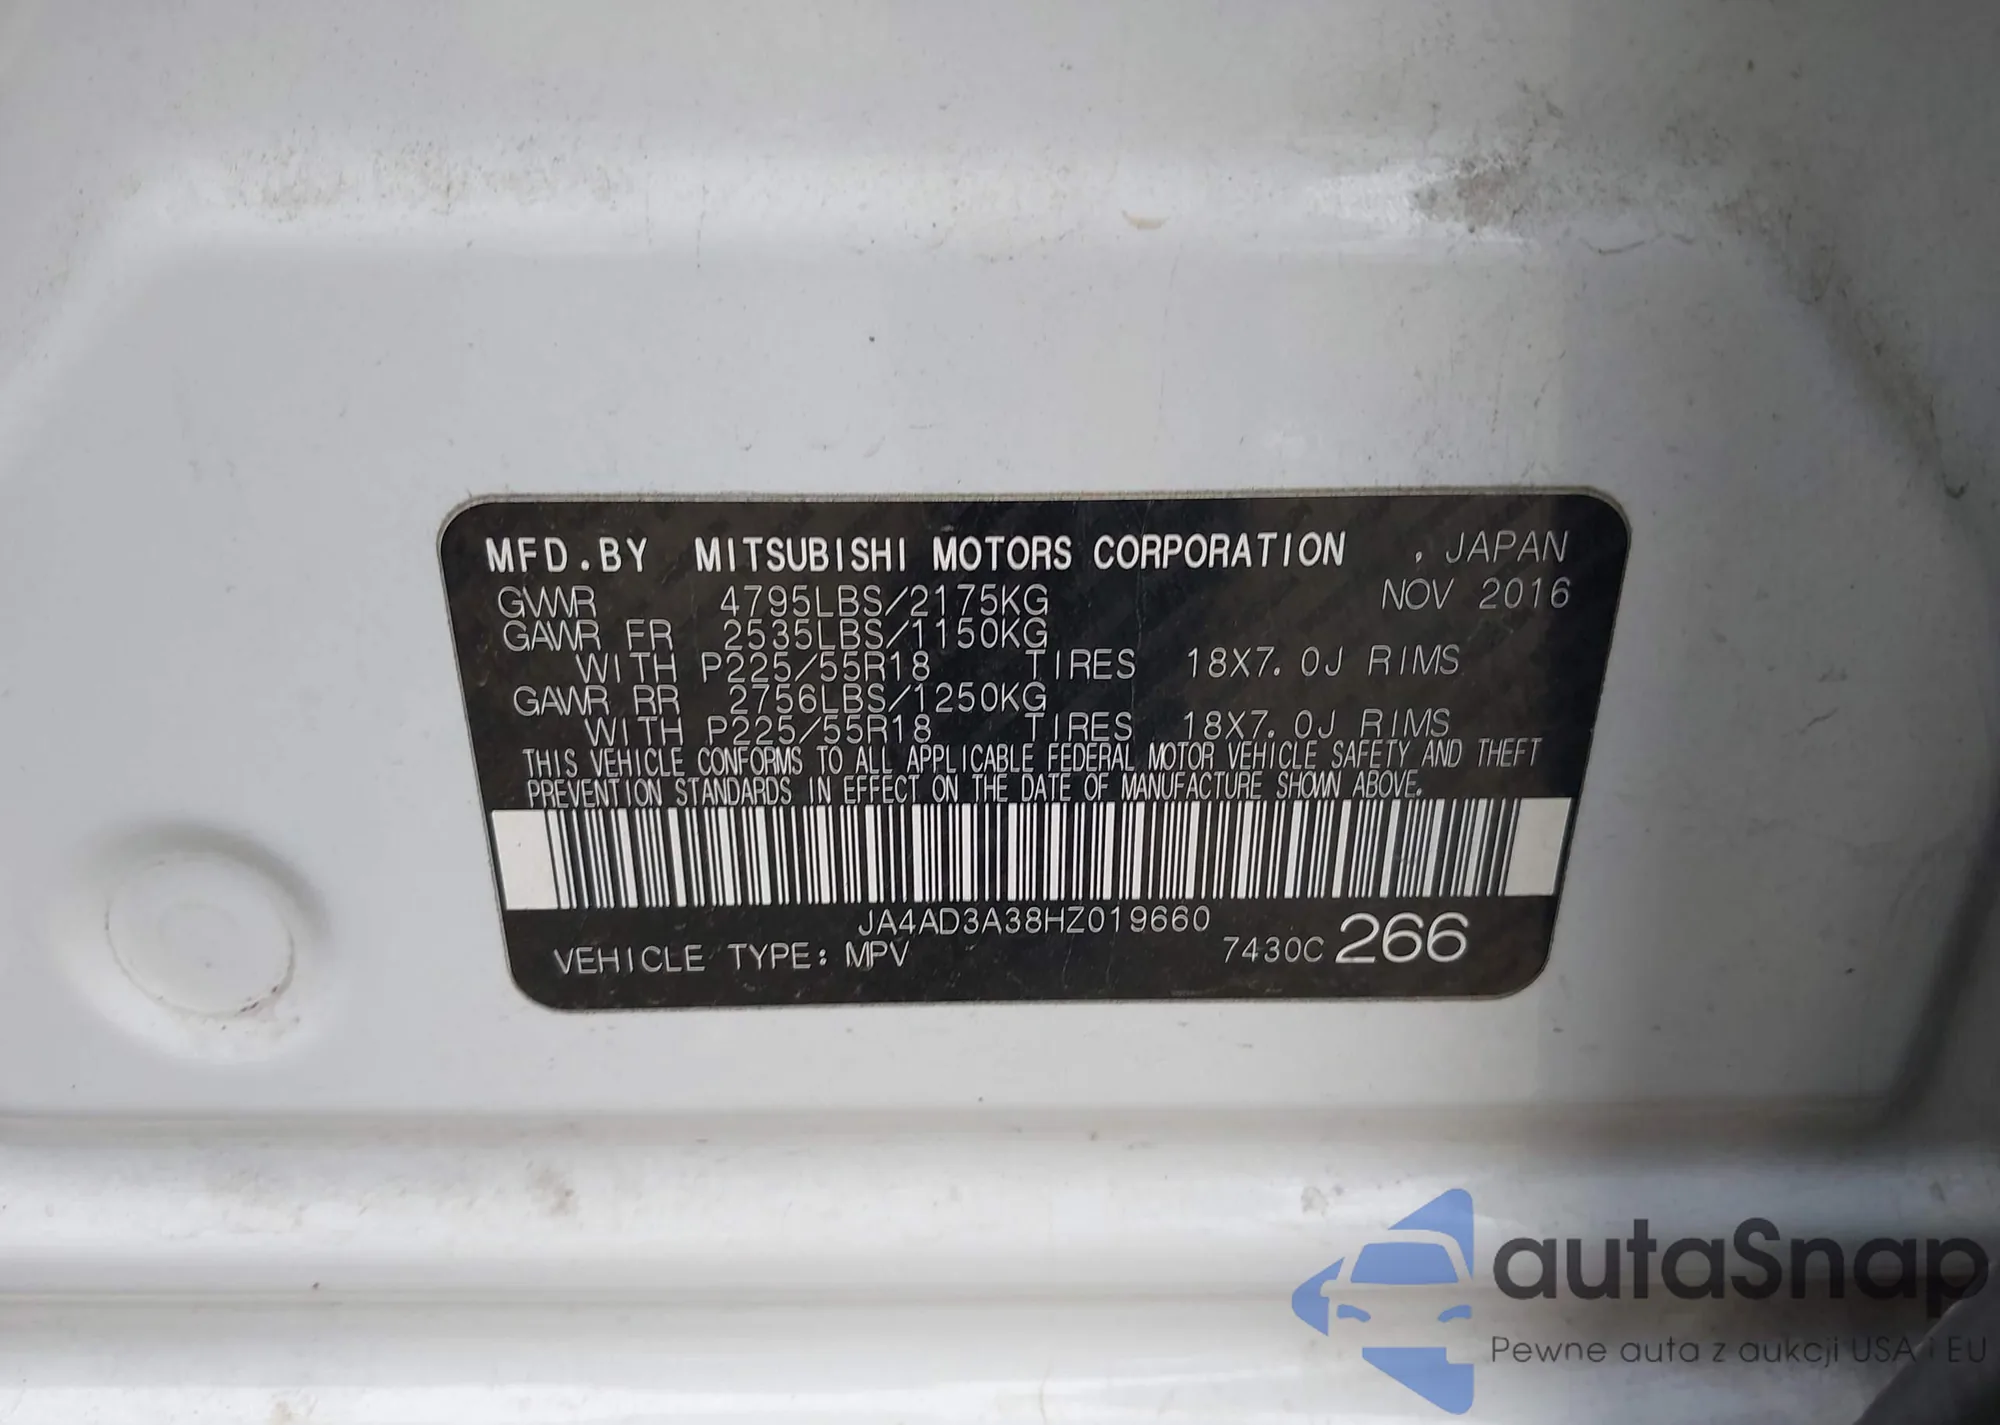 MFD.BY MITSUBISHI MOTORS CORPORATION , JAPAN
GVWR 4795LBS/2175KG NOV 2016
GAWR FR 2535LBS/1150KG
WITH P225/55R18 TIRES 18X7.0J RIMS
GAWR RR 2756LBS/1250KG
WITH P225/55R18 TIRES 18X7.0J RIMS
THIS VEHICLE CONFORMS TO ALL APPLICABLE FEDERAL MOTOR VEHICLE SAFETY AND THEFT
PREVENTION STANDARDS IN EFFECT ON THE DATE OF MANUFACTURE SHOWN ABOVE.
JA4AD3A38HZ019660
VEHICLE TYPE: MPV 7430C 266
autaSnap
Pewne auta z aukcji USA i EU